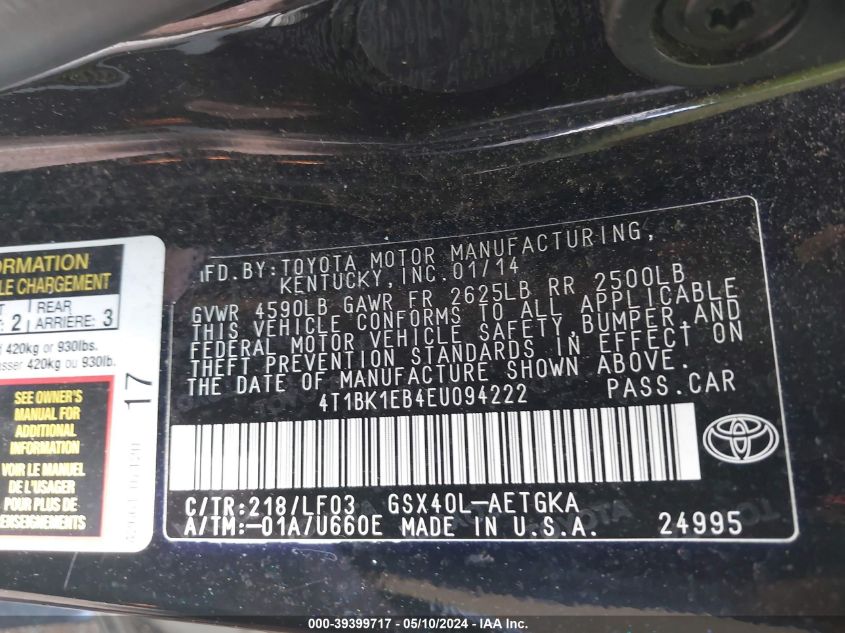 ORMATION
LE CHARGEMENT
2 REAR
ARRIÈRE: 3
420kg or 930lbs.
asser 420kg ou 930lb.
SEE OWNER'S
MANUAL FOR
ADDITIONAL
INFORMATION
VOIR LE MANUEL
DE L'USAGER
POUR PLUS DE
ENSEIGNEMENTS
17
MFD. BY: TOYOTA MOTOR MANUFACTURING,
KENTUCKY, INC. 01/14
GVWR 4590LB GAWR FR 2625LB RR 2500LB
THIS VEHICLE CONFORMS TO ALL APPLICABLE
FEDERAL MOTOR VEHICLE SAFETY, BUMPER, AND
THEFT PREVENTION STANDARDS IN EFFECT ON
THE DATE OF MANUFACTURE SHOWN ABOVE.
4T1BK1EB4EU094222 PASS. CAR
C/TR:218/LF03 GSX40L-AETGKA
A/TM:-01A/U660E MADE IN U.S.A. 24995
000-39399717 - 05/10/2024 - IAA Inc.